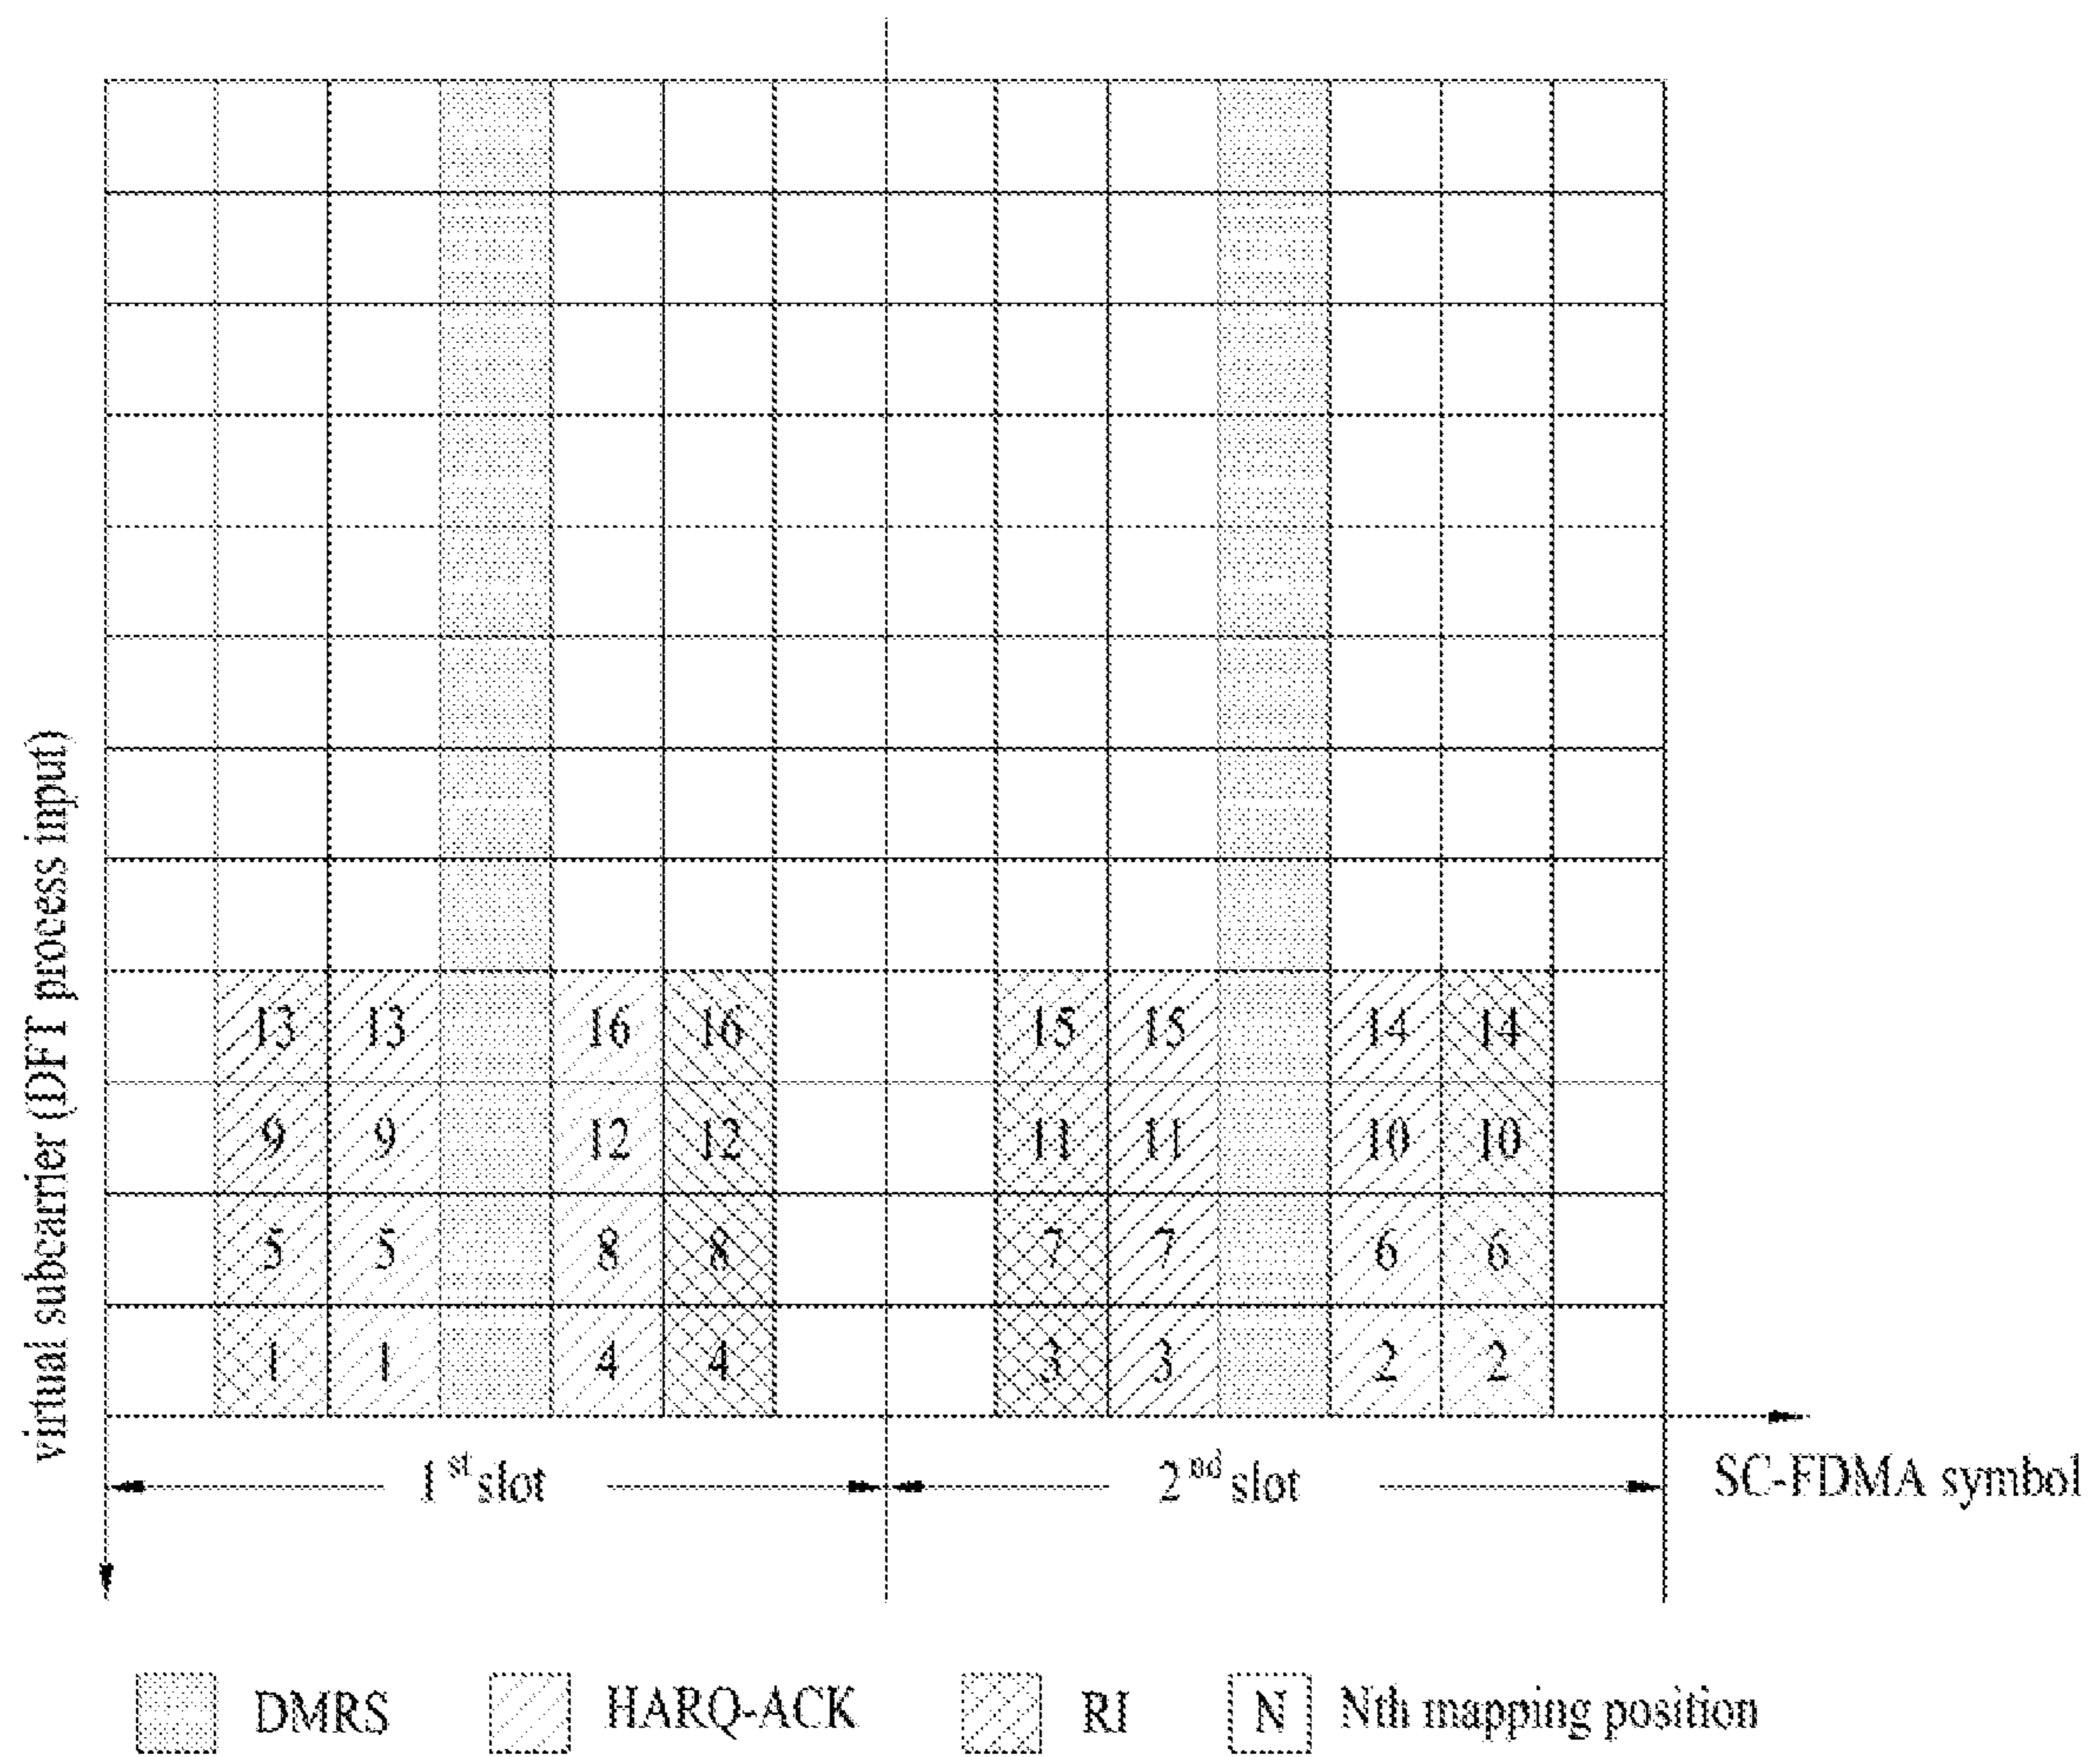 virtual subcarrier (DFT process input)
13 13 16 16 15 15 14 14
9 9 12 12 11 11 10 10
5 5 8 8 7 7 6 6
1 1 4 4 3 3 2 2
1st slot 2nd slot SC-FDMA symbol
DMRS HARQ-ACK RI N Nth mapping position